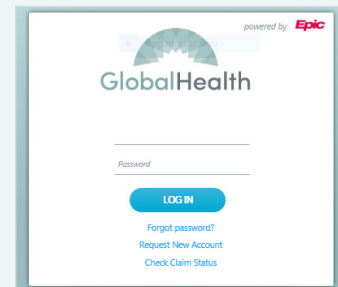 powered by Epic
GlobalHealth
Password
LOG IN
Forgot password?
Request New Account
Check Claim Status